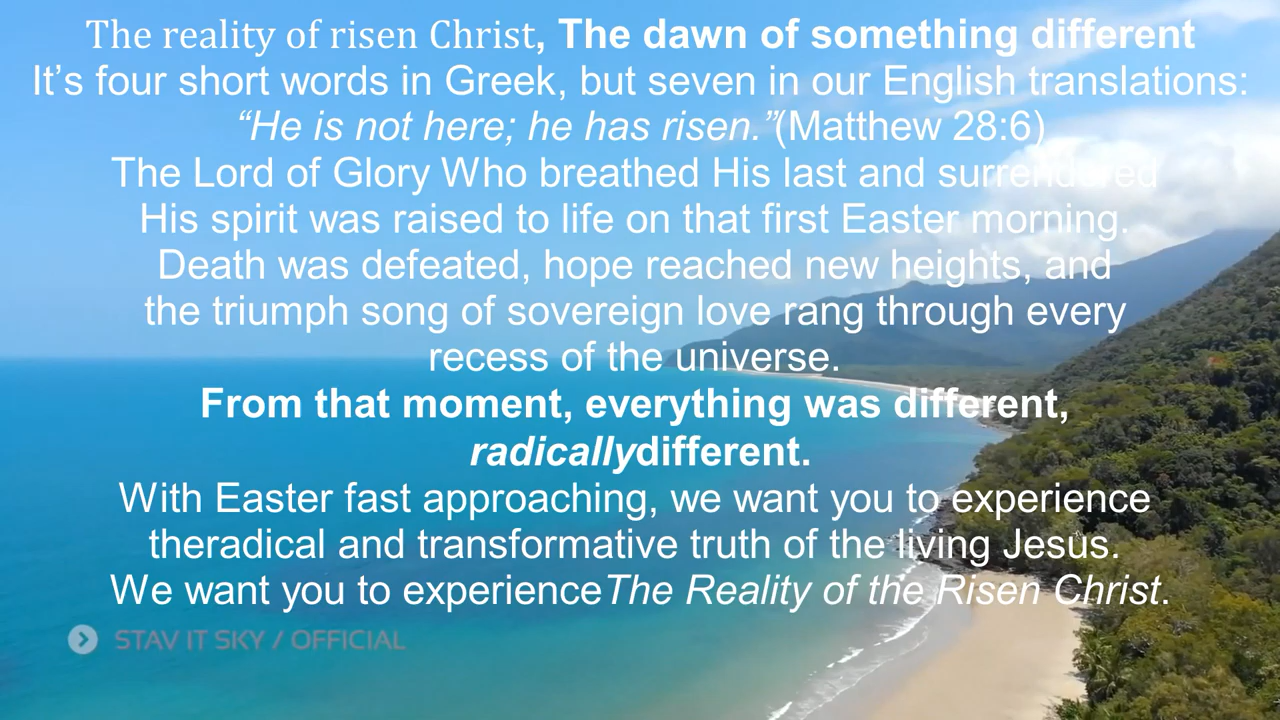 The reality of risen Christ, The dawn of something different
It’s four short words in Greek, but seven in our English translations:
“He is not here; he has risen.”(Matthew 28:6)
The Lord of Glory Who breathed His last and surrendered
His spirit was raised to life on that first Easter morning.
Death was defeated, hope reached new heights, and
the triumph song of sovereign love rang through every
recess of the universe.
From that moment, everything was different,
radicallydifferent.
With Easter fast approaching, we want you to experience
theradical and transformative truth of the living Jesus.
We want you to experienceThe Reality of the Risen Christ.
STAV IT SKY / OFFICIAL